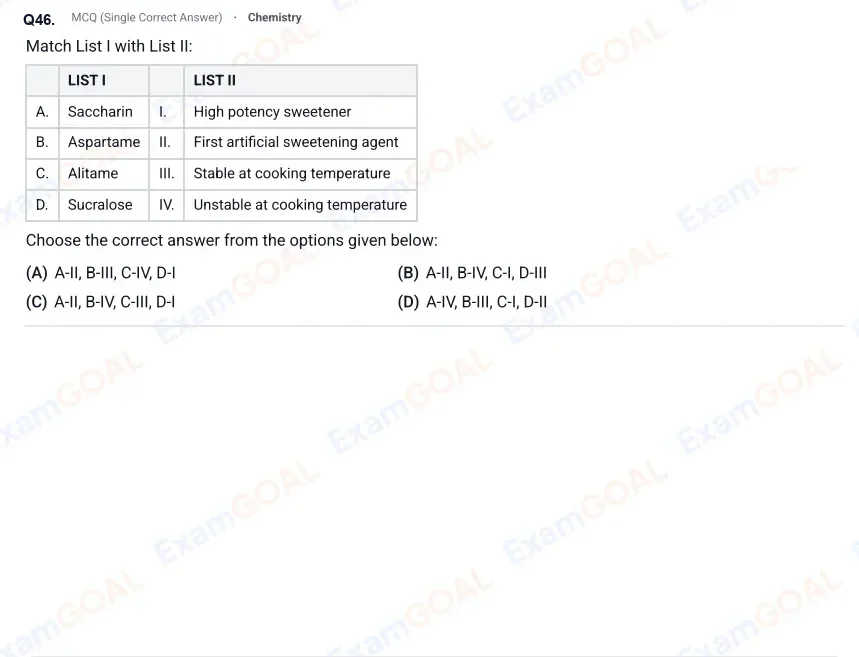 Q46. MCQ (Single Correct Answer) · Chemistry
Match List I with List II:
LIST I LIST II
A. Saccharin I. High potency sweetener
B. Aspartame II. First artificial sweetening agent
C. Alitame III. Stable at cooking temperature
D. Sucralose IV. Unstable at cooking temperature
Choose the correct answer from the options given below:
(A) A-II, B-III, C-IV, D-I (B) A-II, B-IV, C-I, D-III
(C) A-II, B-IV, C-III, D-I (D) A-IV, B-III, C-I, D-II
ExamGOAL